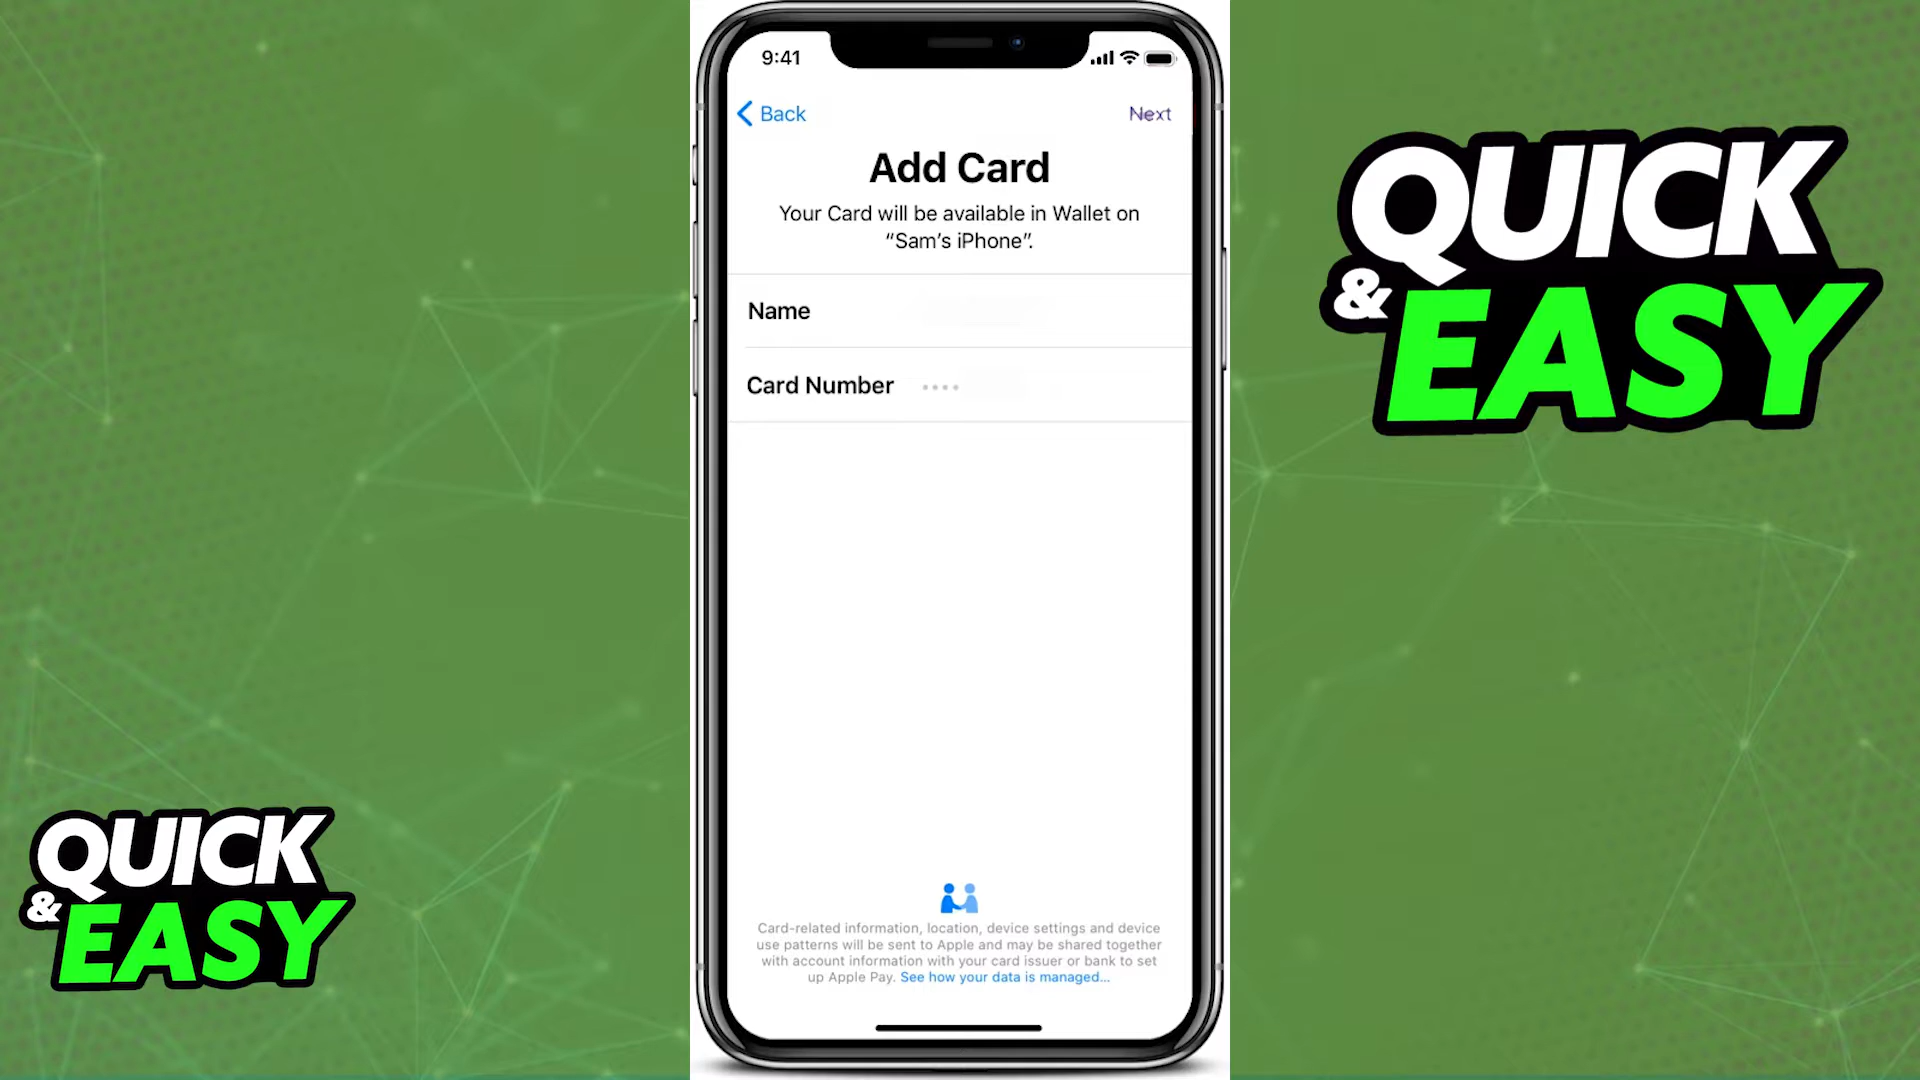 9:41
Back
Next
Add Card
Your Card will be available in Wallet on
“Sam’s iPhone”.
Name
Card Number ••••
Card-related information, location, device settings and device
use patterns will be sent to Apple and may be shared together
with account information with your card issuer or bank to set
up Apple Pay. See how your data is managed...
QUICK
& EASY
QUICK
& EASY